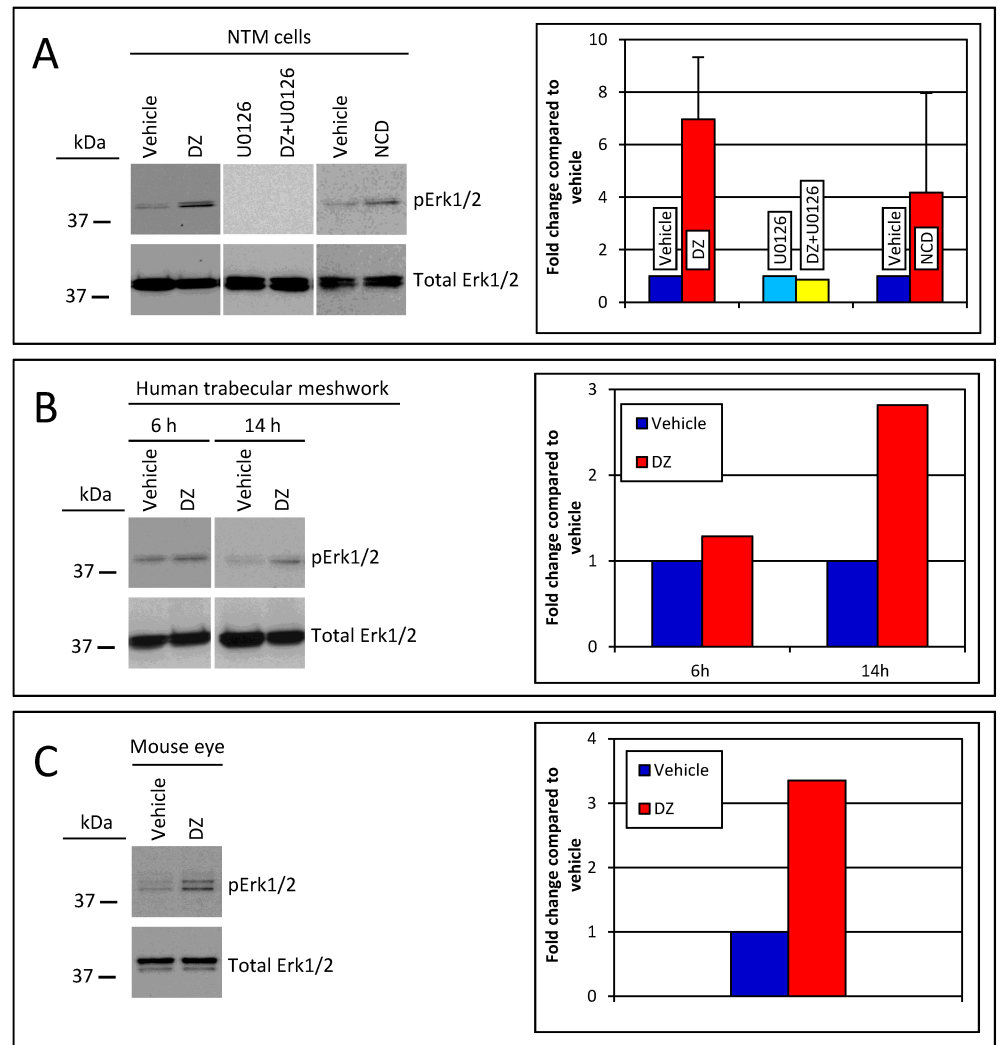 A
NTM cells
kDa
Vehicle
DZ
U0126
DZ+U0126
Vehicle
NCD
pErk1/2
37
Total Erk1/2
37
Fold change compared to
vehicle
10
8
6
4
2
0
Vehicle
DZ
U0126
DZ+U0126
Vehicle
NCD
B
Human trabecular meshwork
6 h
14 h
kDa
Vehicle
DZ
Vehicle
DZ
pErk1/2
37
Total Erk1/2
37
Fold change compared to
vehicle
3
2
1
0
Vehicle
DZ
6h
14h
C
Mouse eye
kDa
Vehicle
DZ
pErk1/2
37
Total Erk1/2
37
Fold change compared to
vehicle
4
3
2
1
0
Vehicle
DZ